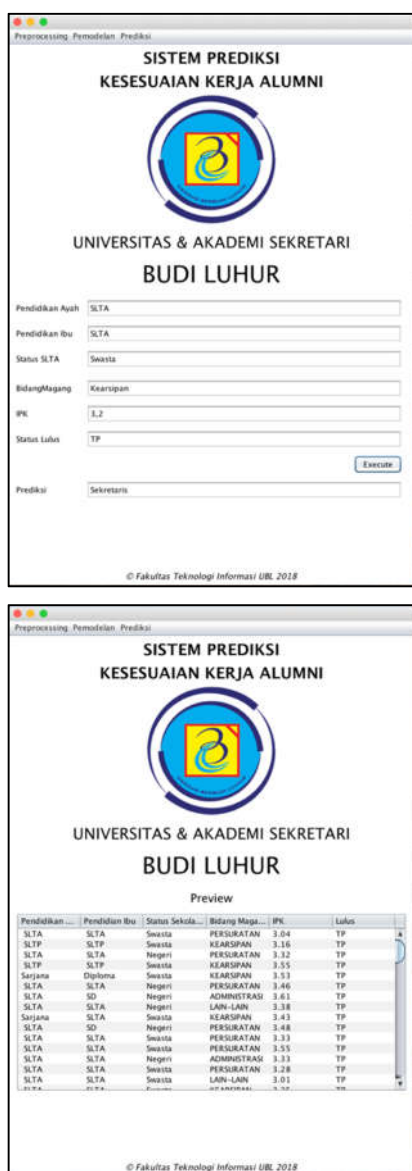 Preprocessing Pemodelan Prediksi
SISTEM PREDIKSI
KESESUAIAN KERJA ALUMNI
UNIVERSITAS & AKADEMI SEKRETARI
BUDI LUHUR
Pendidikan Ayah SLTA
Pendidikan Ibu SLTA
Status SLTA Swasta
BidangMagang Kearsipan
IPK 3,2
Status Lulus TP
Execute
Prediksi Sekretaris
© Fakultas Teknologi Informasi UBL 2018
Preprocessing Pemodelan Prediksi
SISTEM PREDIKSI
KESESUAIAN KERJA ALUMNI
UNIVERSITAS & AKADEMI SEKRETARI
BUDI LUHUR
Preview
Pendidikan ... Pendidian Ibu Status Sekola... Bidang Maga... IPK Lulus
SLTA SLTA Swasta PERSURATAN 3.04 TP
SLTP SLTP Swasta KEARSIPAN 3.16 TP
SLTA SLTA Negeri PERSURATAN 3.32 TP
SLTP SLTP Swasta KEARSIPAN 3.55 TP
Sarjana Diploma Swasta KEARSIPAN 3.53 TP
SLTA SLTA Negeri PERSURATAN 3.46 TP
SLTA SD Negeri ADMINISTRASI 3.61 TP
SLTA SLTA Negeri LAIN-LAIN 3.38 TP
Sarjana SLTA Swasta KEARSIPAN 3.43 TP
SLTA SD Negeri PERSURATAN 3.48 TP
SLTA SLTA Swasta PERSURATAN 3.33 TP
SLTA SLTA Swasta PERSURATAN 3.55 TP
SLTA SLTA Negeri ADMINISTRASI 3.33 TP
SLTA SLTA Swasta PERSURATAN 3.28 TP
SLTA SLTA Swasta LAIN-LAIN 3.01 TP
© Fakultas Teknologi Informasi UBL 2018